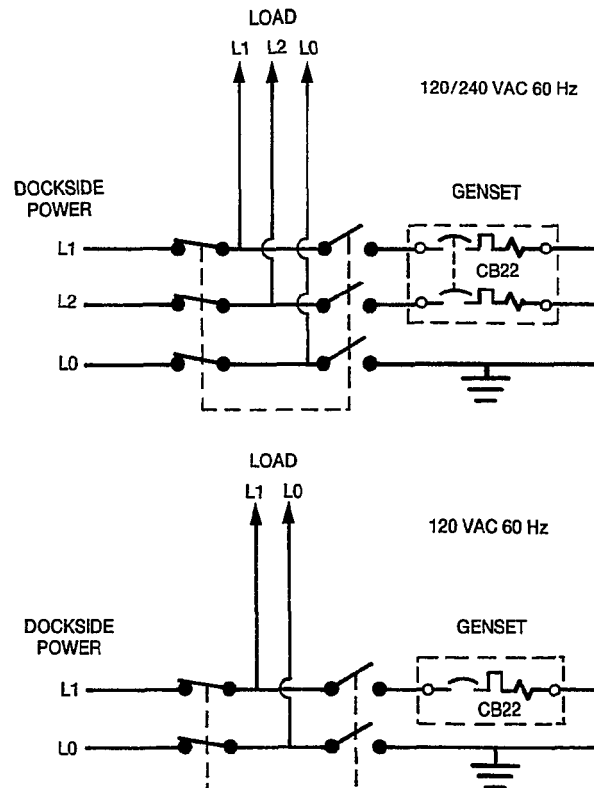 LOAD
L1 L2 L0
120/240 VAC 60 Hz
DOCKSIDE
POWER
GENSET
L1
CB22
L2
L0
LOAD
L1 L0
120 VAC 60 Hz
DOCKSIDE
POWER
GENSET
L1
CB22
L0